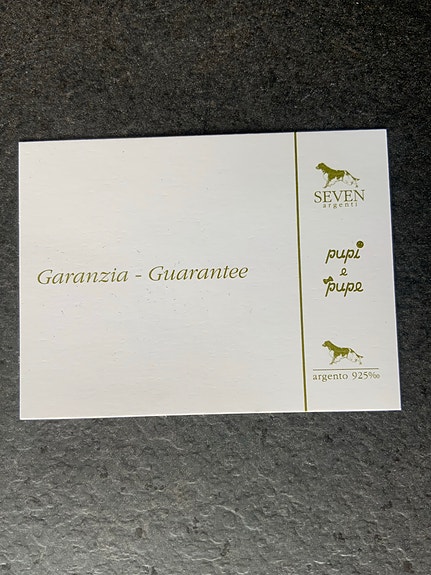 Garanzia - Guarantee
SEVEN
argenti
pupi
e
pupe
argento 925‰